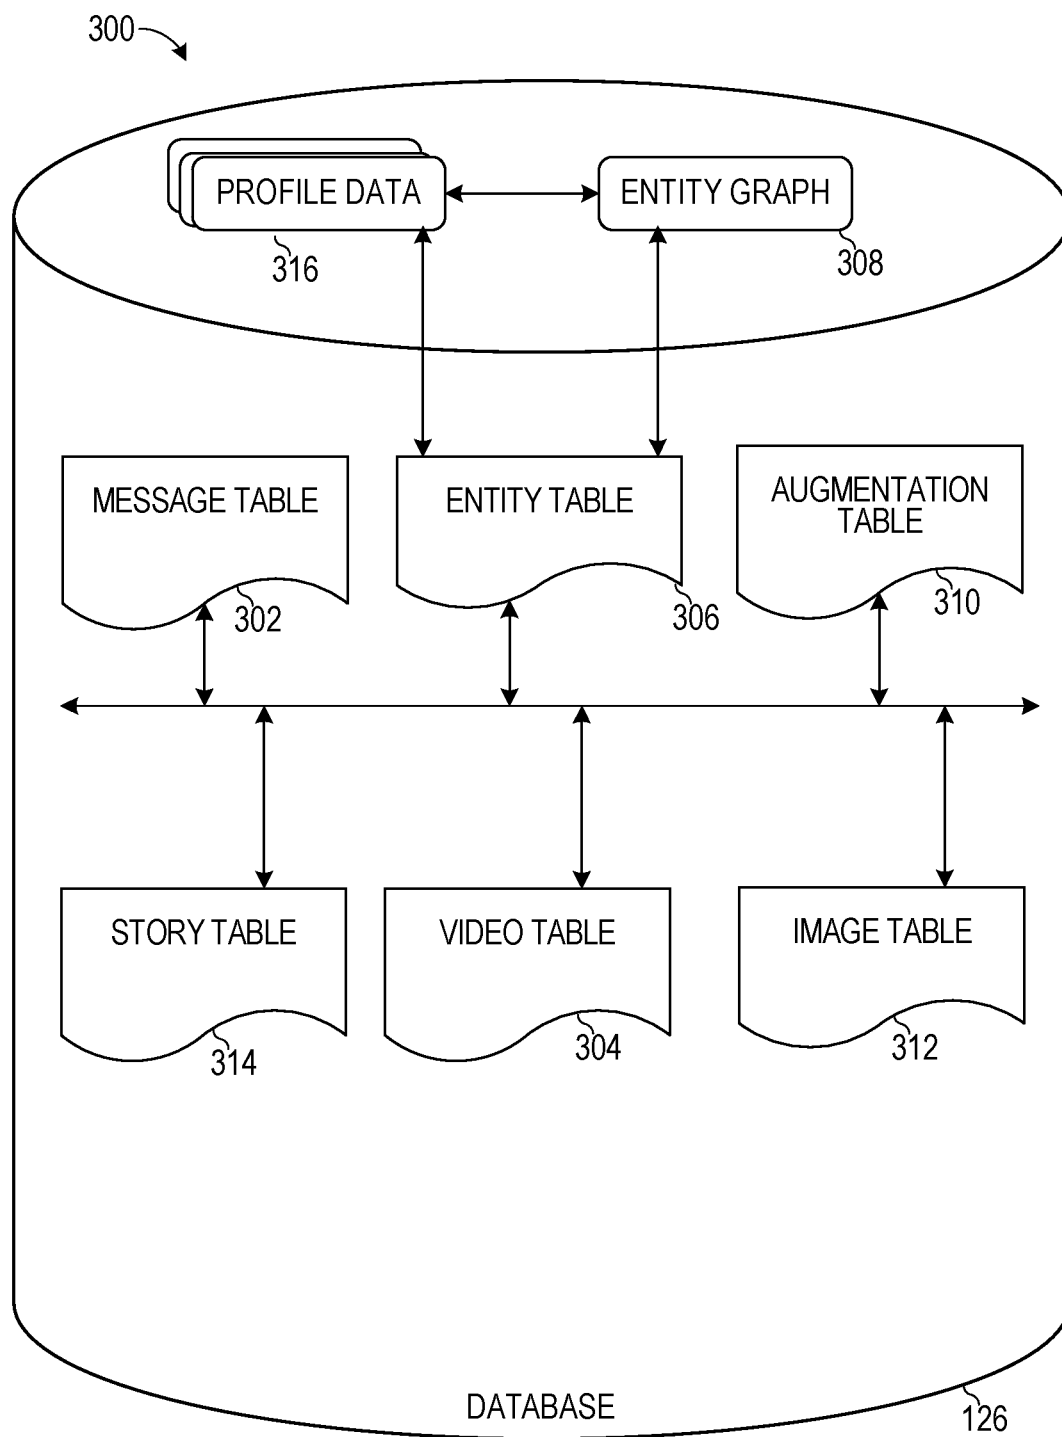 300
PROFILE DATA
ENTITY GRAPH
316
308
MESSAGE TABLE
ENTITY TABLE
AUGMENTATION
TABLE
302
306
310
STORY TABLE
VIDEO TABLE
IMAGE TABLE
314
304
312
DATABASE
126